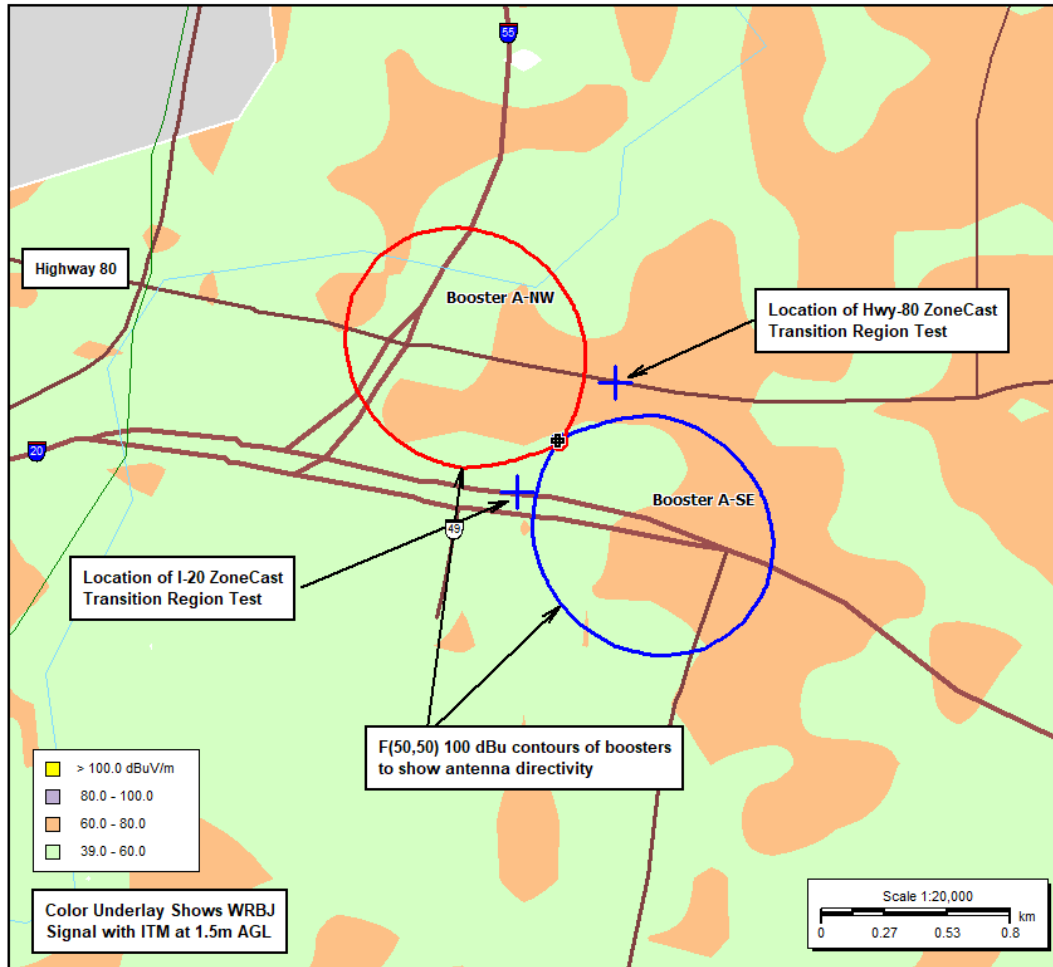 55
Highway 80
Booster A-NW
Location of Hwy-80 ZoneCast
Transition Region Test
20
Booster A-SE
49
Location of I-20 ZoneCast
Transition Region Test
F(50,50) 100 dBu contours of boosters
to show antenna directivity
> 100.0 dBuV/m
80.0 - 100.0
60.0 - 80.0
39.0 - 60.0
Color Underlay Shows WRBJ
Signal with ITM at 1.5m AGL
Scale 1:20,000
km
0 0.27 0.53 0.8